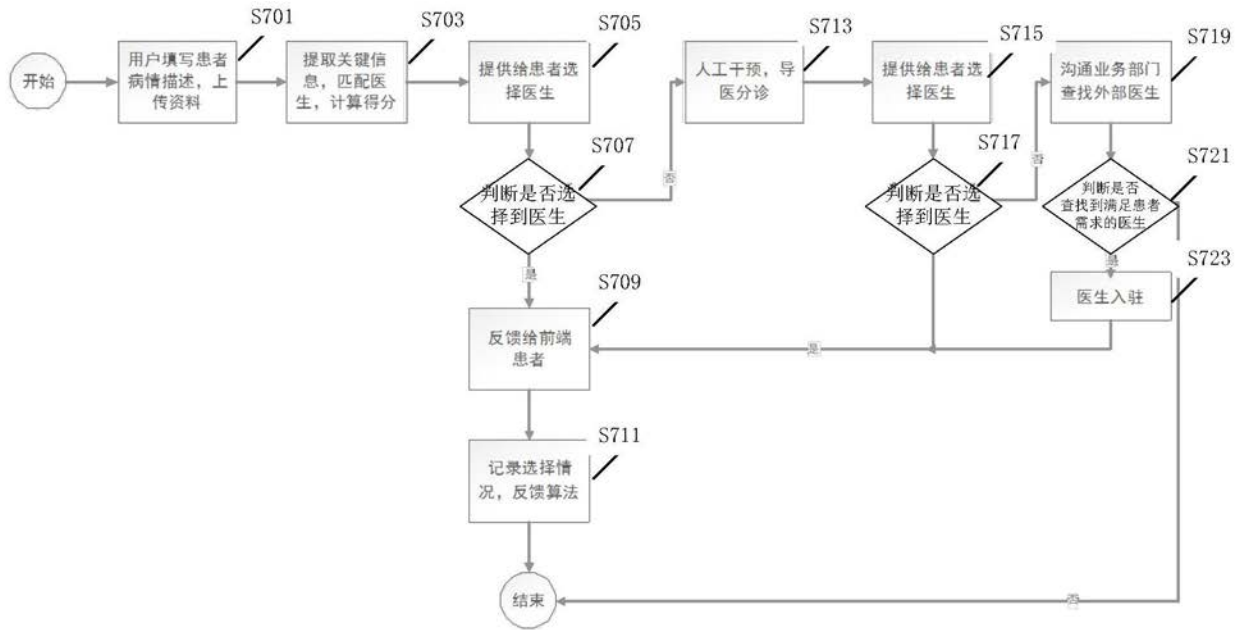 S701
S703
S705
S713
S715
S719
开始
用户填写患者
病情描述，上
传资料
提取关键信
息，匹配医
生，计算得分
提供给患者选
择医生
人工干预，导
医分诊
提供给患者选
择医生
沟通业务部门
查找外部医生
S707
S717
S721
判断是否选
择到医生
否
判断是否选
择到医生
否
判断是否
查找到满足患者
需求的医生
是
是
S709
S723
医生入驻
反馈给前端
患者
是
S711
记录选择情
况，反馈算法
结束
否